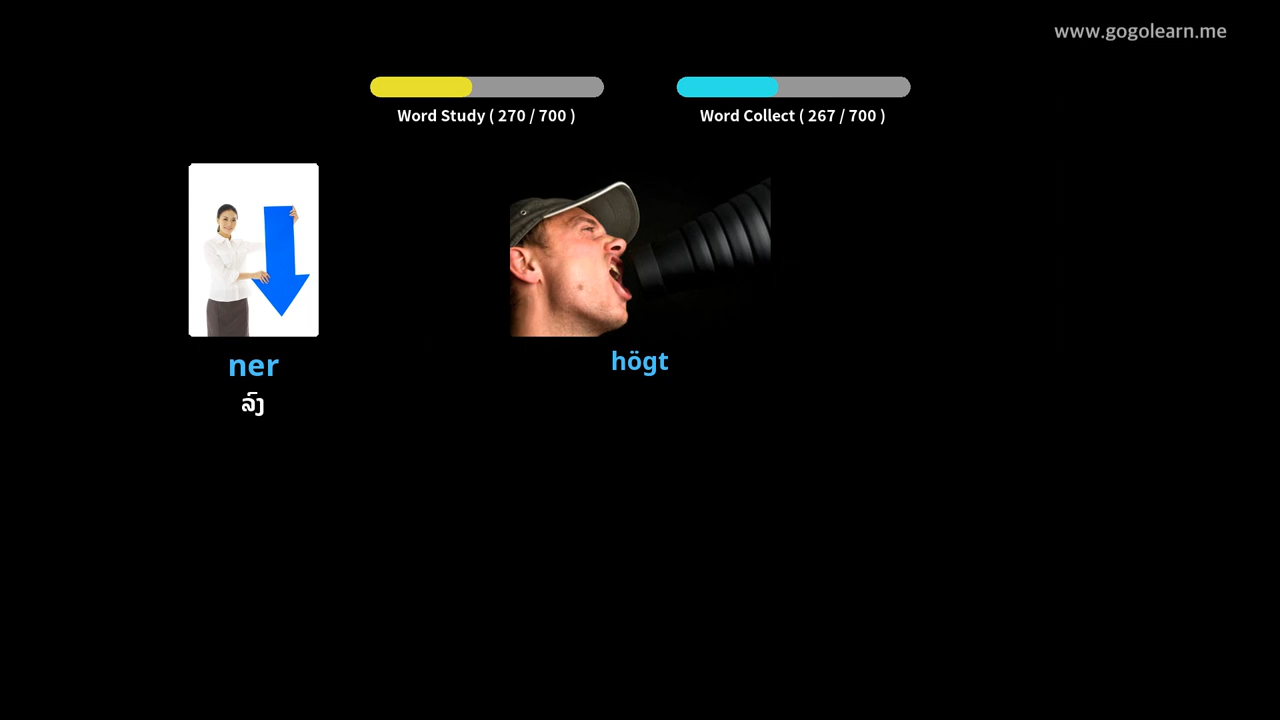 www.gogolearn.me
Word Study ( 270 / 700 )
Word Collect ( 267 / 700 )
ner
ລົງ
högt